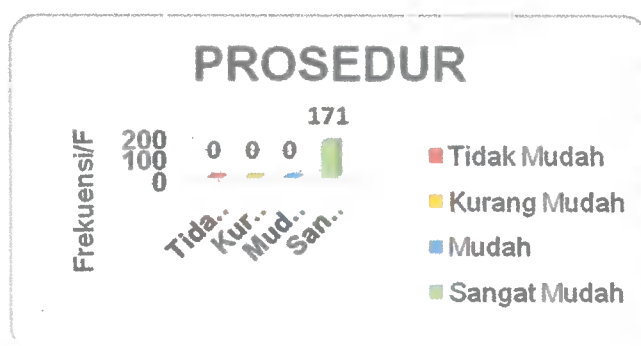 PROSEDUR
171
Frekuensi/F
200
100
0
0 0 0
Tida..
Kur..
Mud..
San..
Tidak Mudah
Kurang Mudah
Mudah
Sangat Mudah